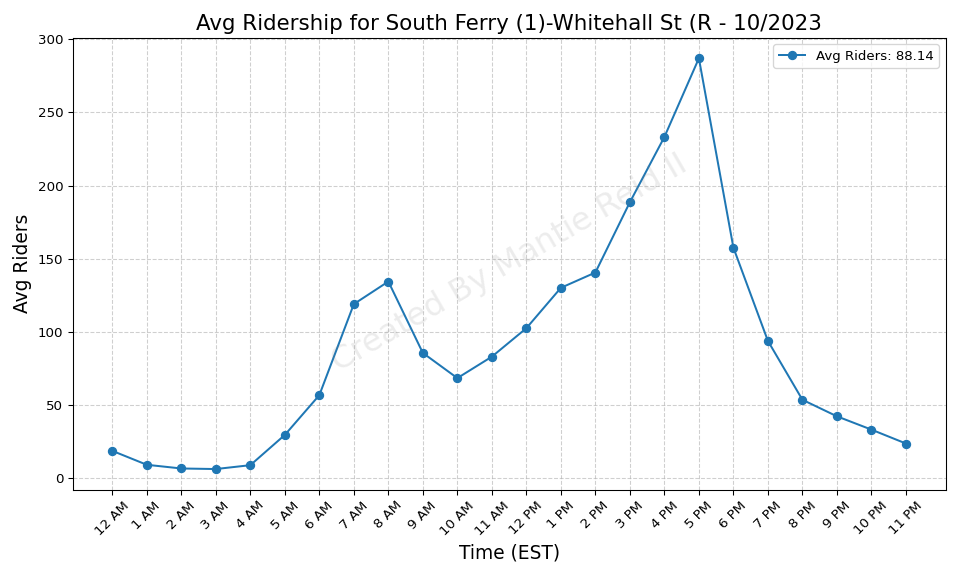 Avg Ridership for South Ferry (1)-Whitehall St (R - 10/2023
Avg Riders: 88.14
300
250
200
150
100
50
0
Avg Riders
Created By Mantie Reid II
12 AM
1 AM
2 AM
3 AM
4 AM
5 AM
6 AM
7 AM
8 AM
9 AM
10 AM
11 AM
12 PM
1 PM
2 PM
3 PM
4 PM
5 PM
6 PM
7 PM
8 PM
9 PM
10 PM
11 PM
Time (EST)